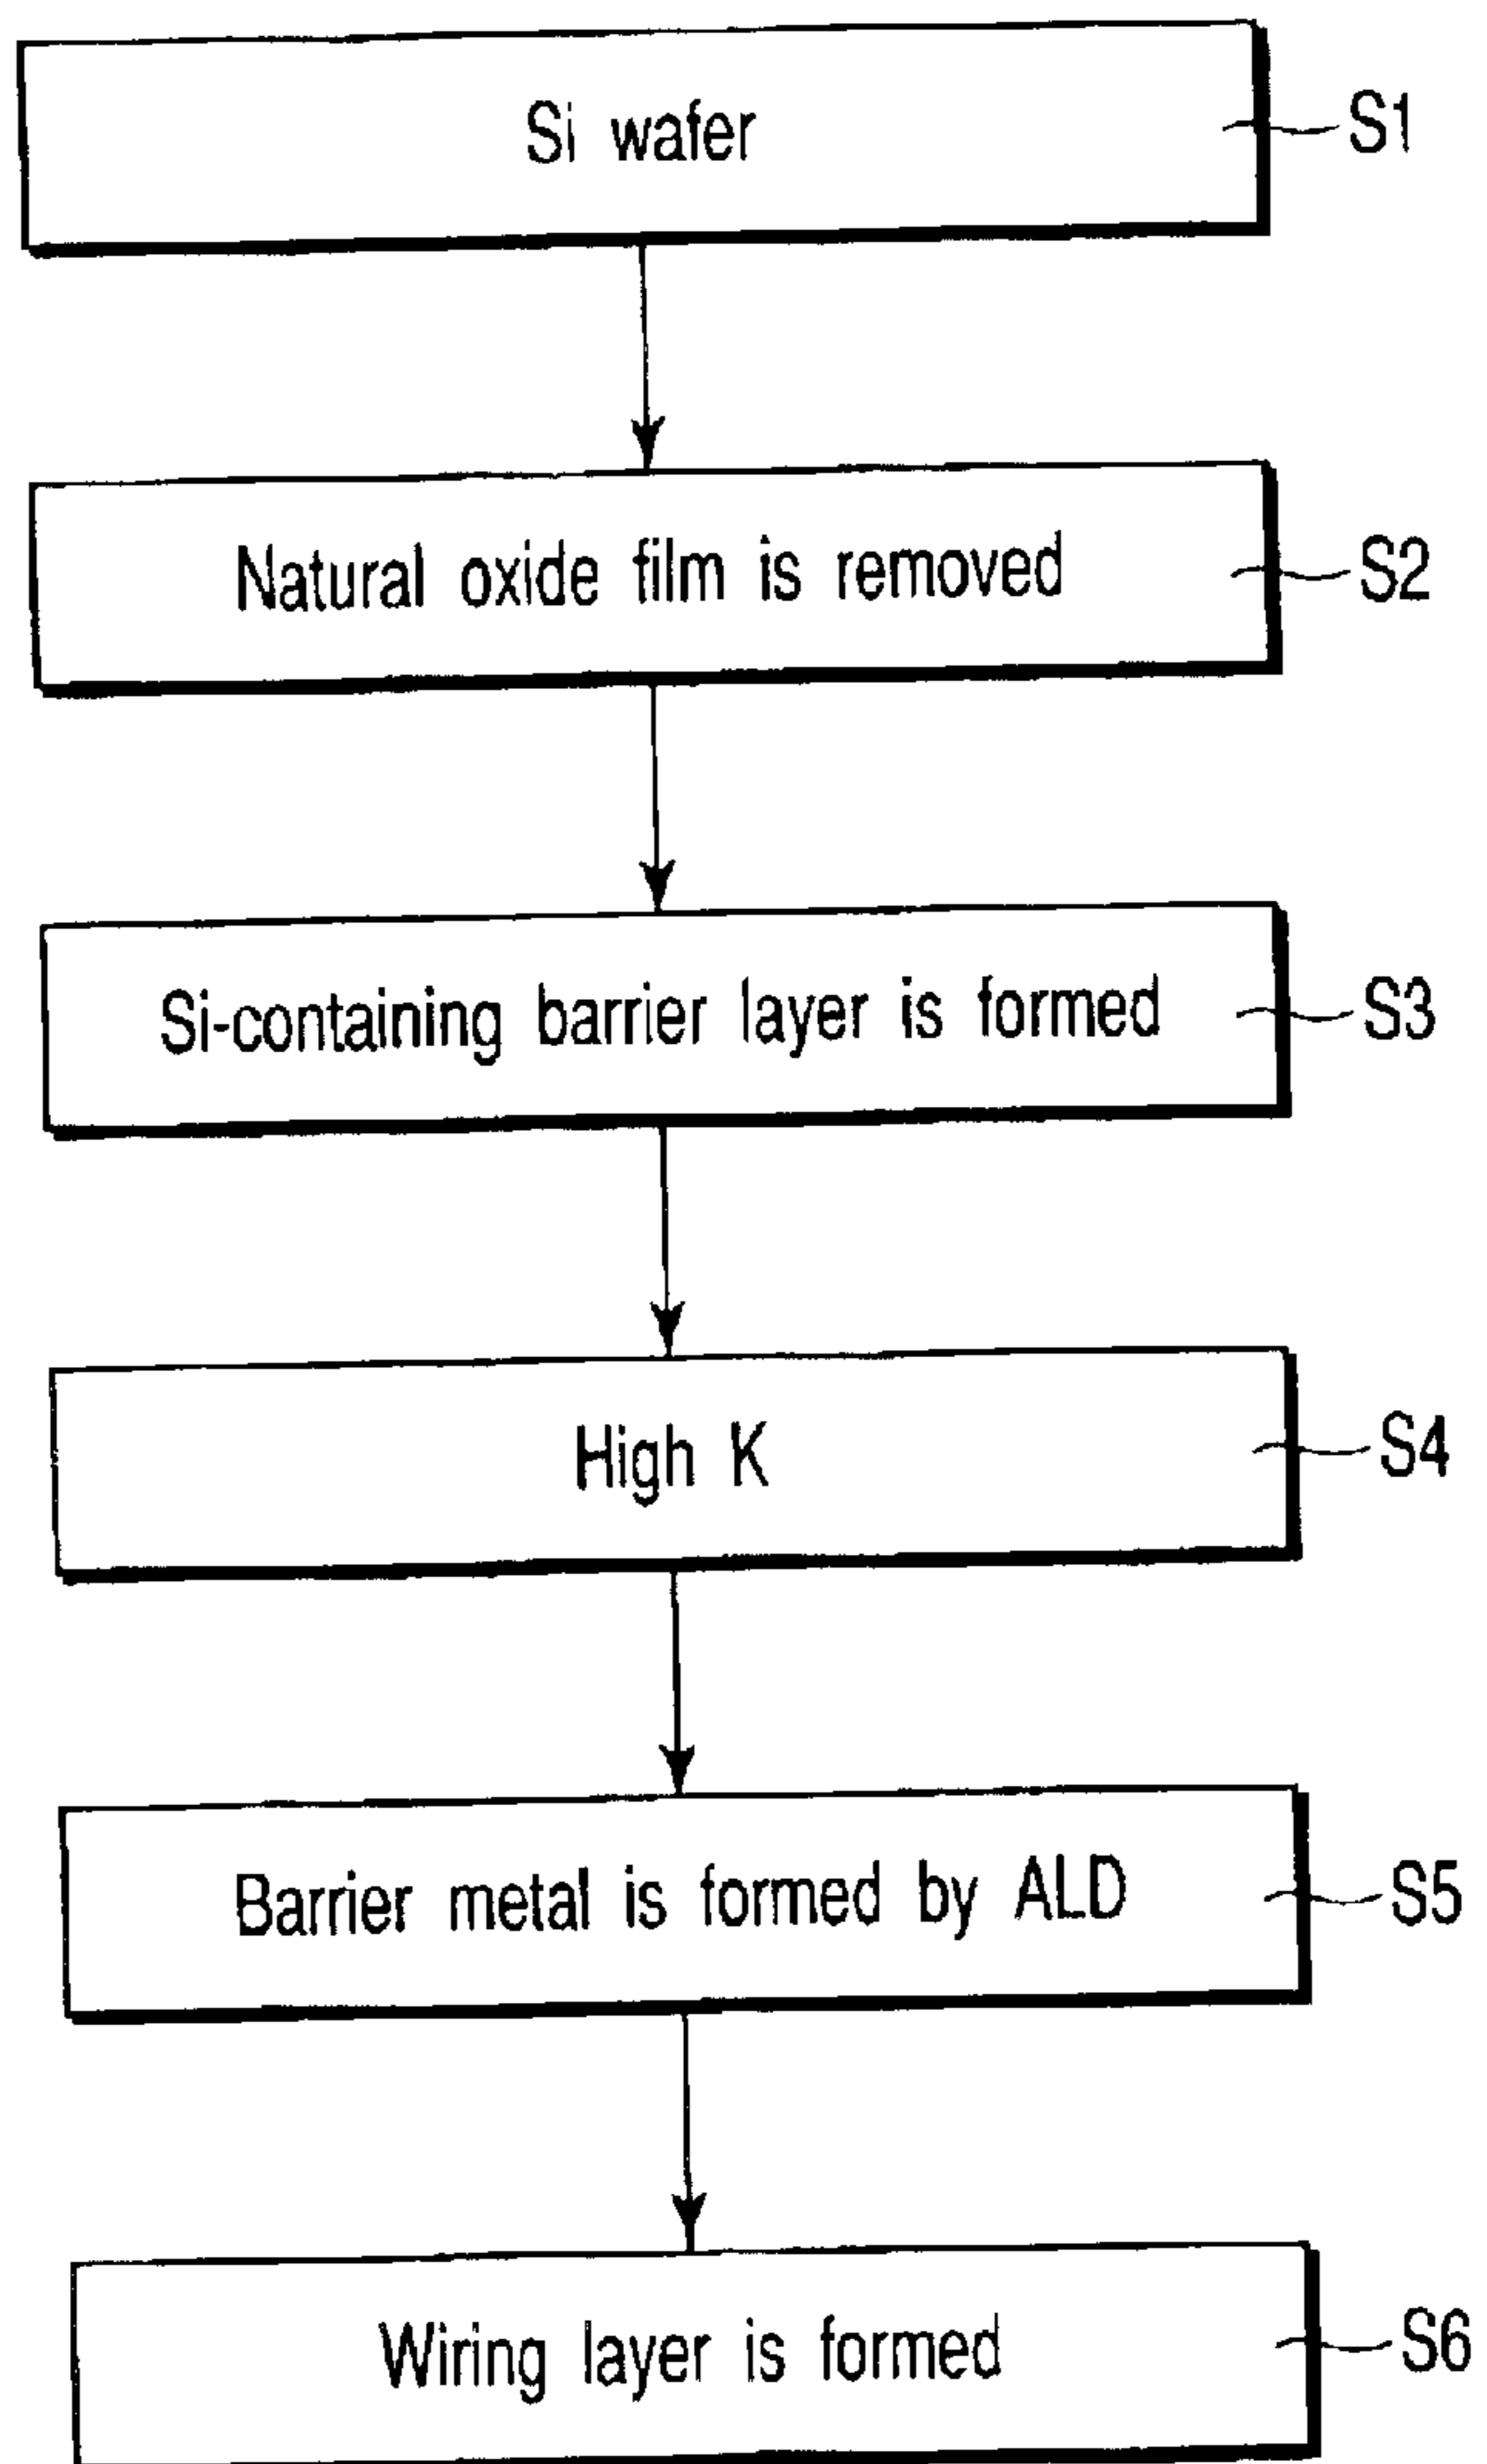 Si wafer S1
Natural oxide film is removed S2
Si-containing barrier layer is formed S3
High K S4
Barrier metal is formed by ALD S5
Wiring layer is formed S6